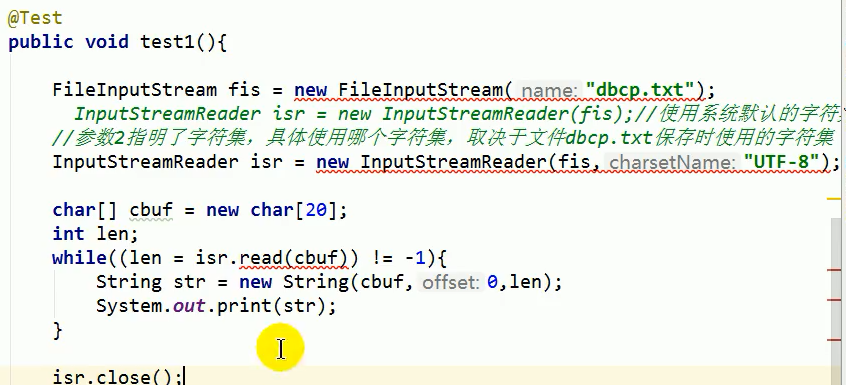 @Test
public void test1(){
FileInputStream fis = new FileInputStream( name: "dbcp.txt");
InputStreamReader isr = new InputStreamReader(fis);//使用系统默认的字符
//参数2指明了字符集，具体使用哪个字符集，取决于文件dbcp.txt保存时使用的字符集
InputStreamReader isr = new InputStreamReader(fis, charsetName: "UTF-8");
char[] cbuf = new char[20];
int len;
while((len = isr.read(cbuf)) != -1){
String str = new String(cbuf, offset: 0,len);
System.out.print(str);
}
isr.close();